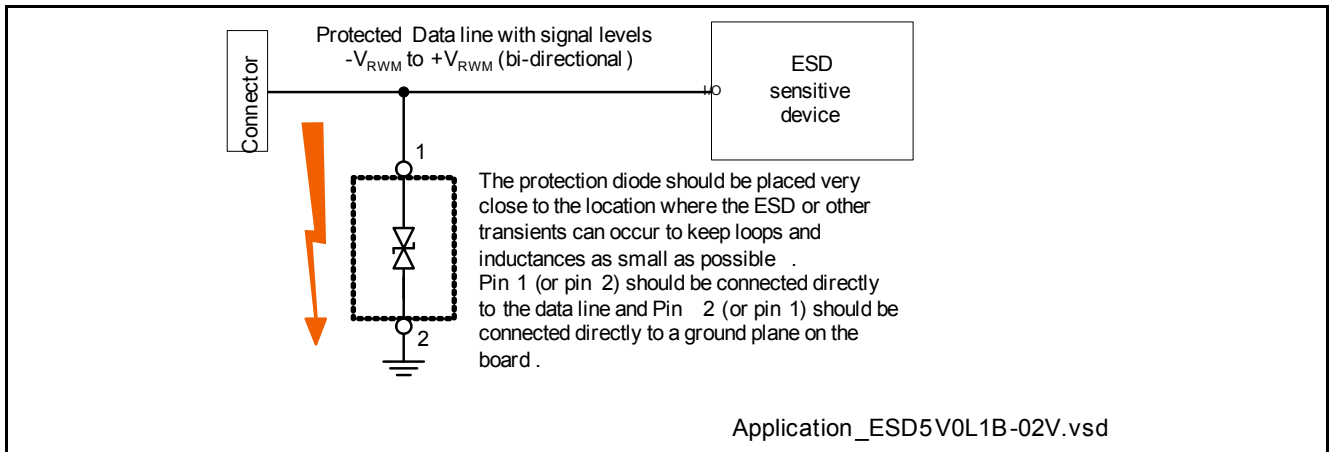 Connector
Protected Data line with signal levels
-VRWM to +VRWM (bi-directional)
I/O
ESD
sensitive
device
1
2
The protection diode should be placed very
close to the location where the ESD or other
transients can occur to keep loops and
inductances as small as possible .
Pin 1 (or pin 2) should be connected directly
to the data line and Pin 2 (or pin 1) should be
connected directly to a ground plane on the
board .
Application_ESD5V0L1B-02V.vsd